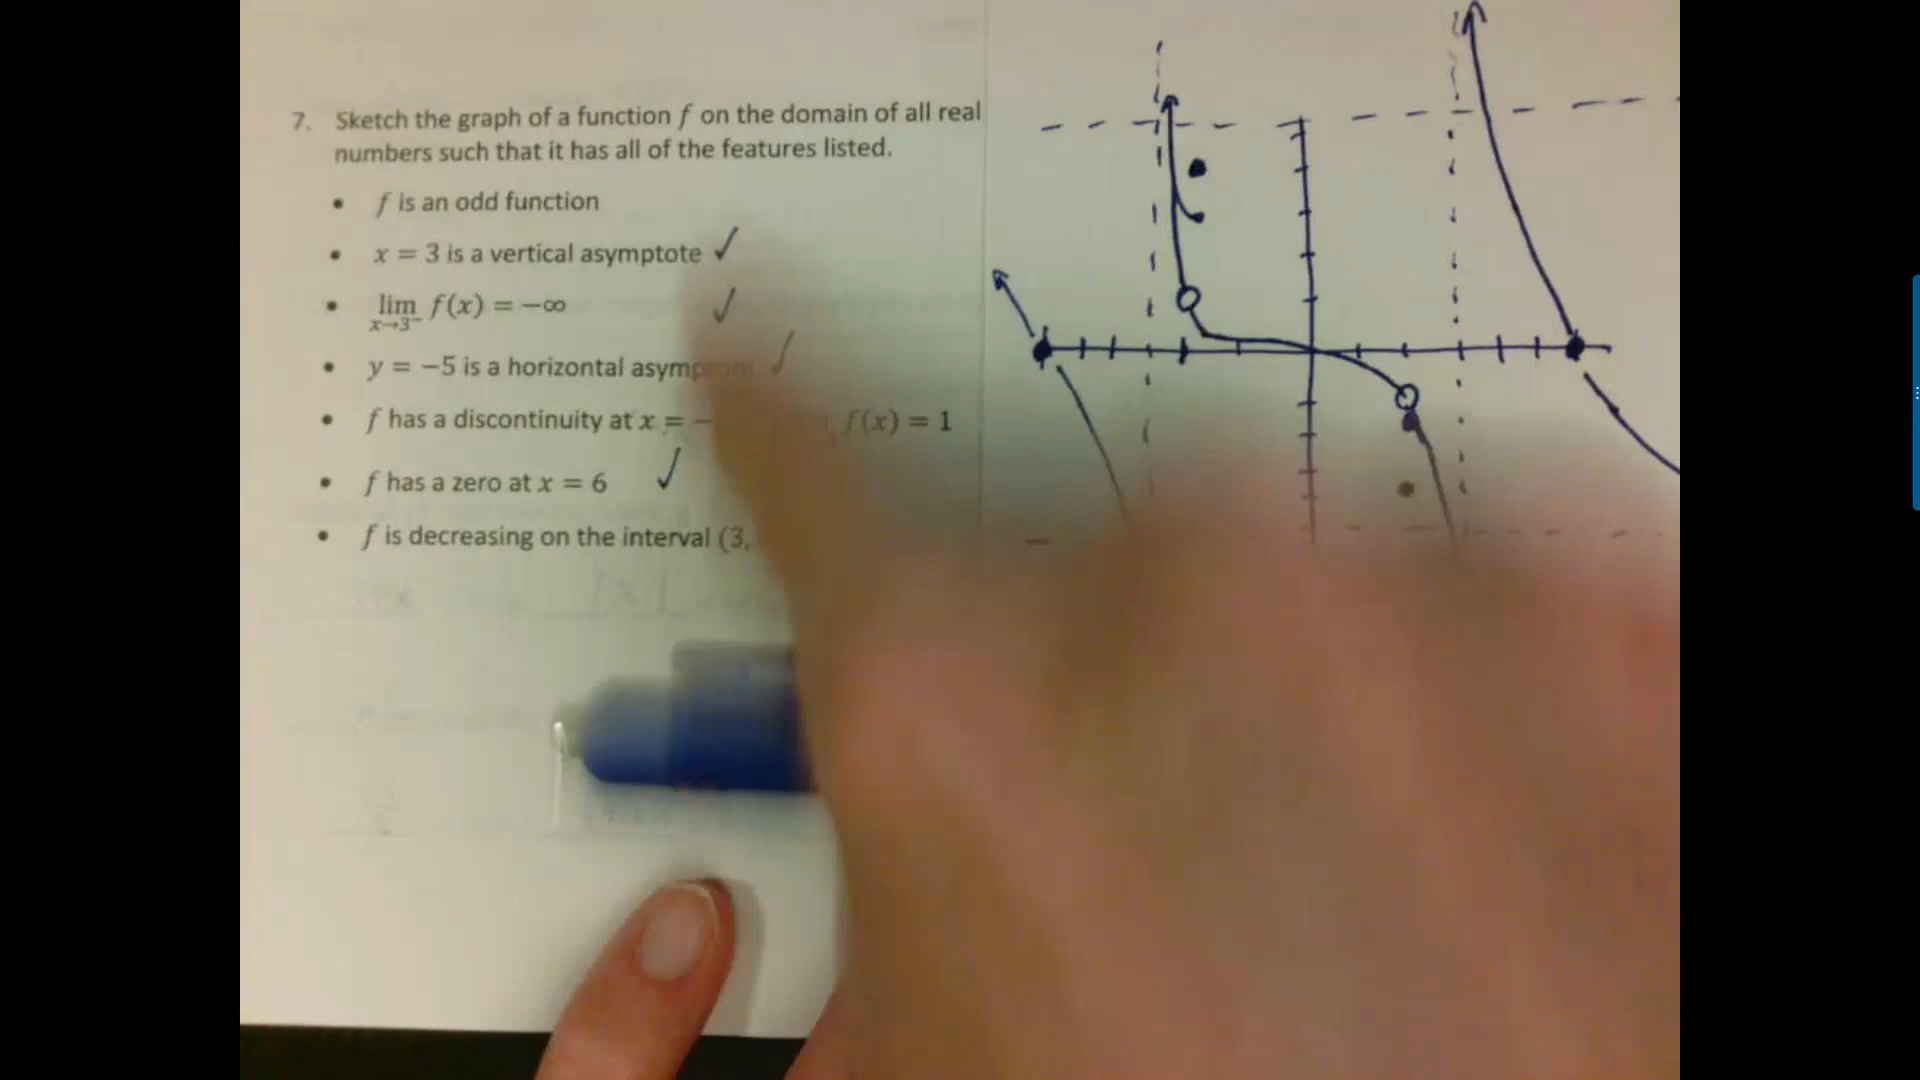 7. Sketch the graph of a function f on the domain of all real
numbers such that it has all of the features listed.
• f is an odd function
• x = 3 is a vertical asymptote ✓
• lim f(x) = −∞ ✓
x→3⁻
• y = −5 is a horizontal asymptote ✓
• f has a discontinuity at x = − f(x) = 1
• f has a zero at x = 6 ✓
• f is decreasing on the interval (3,